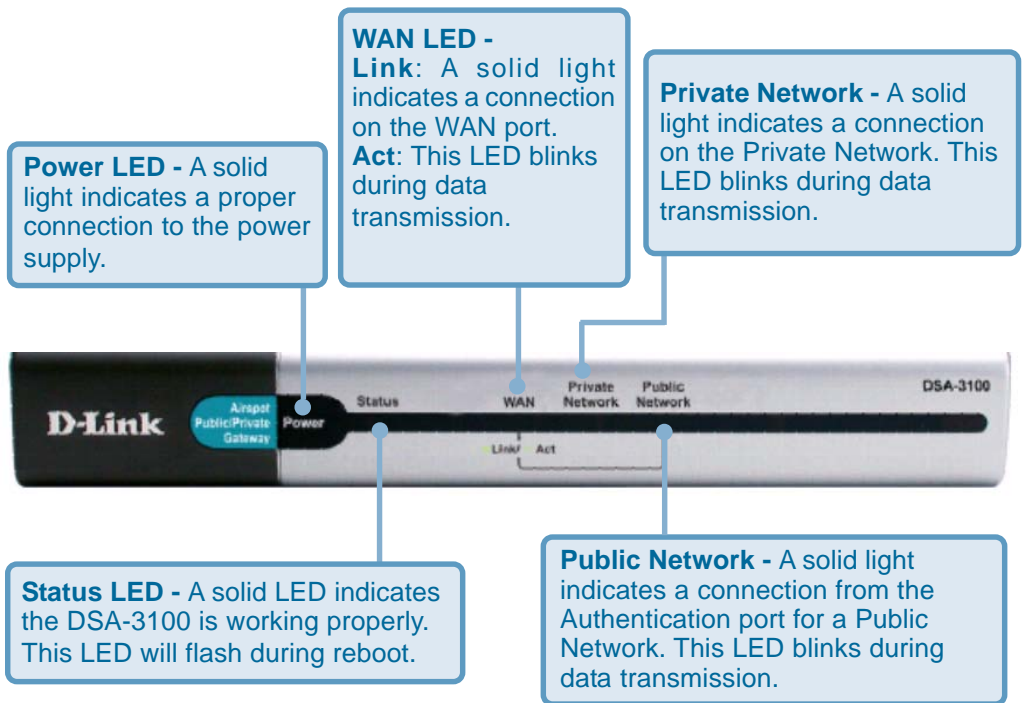 WAN LED -
Link: A solid light
indicates a connection
on the WAN port.
Act: This LED blinks
during data
transmission.
Private Network - A solid
light indicates a connection
on the Private Network. This
LED blinks during data
transmission.
Power LED - A solid
light indicates a proper
connection to the power
supply.
D-Link
Airspot
Public/Private
Gateway
Power
Status
WAN
Private
Network
Public
Network
DSA-3100
Link/ Act
Status LED - A solid LED indicates
the DSA-3100 is working properly.
This LED will flash during reboot.
Public Network - A solid light
indicates a connection from the
Authentication port for a Public
Network. This LED blinks during
data transmission.